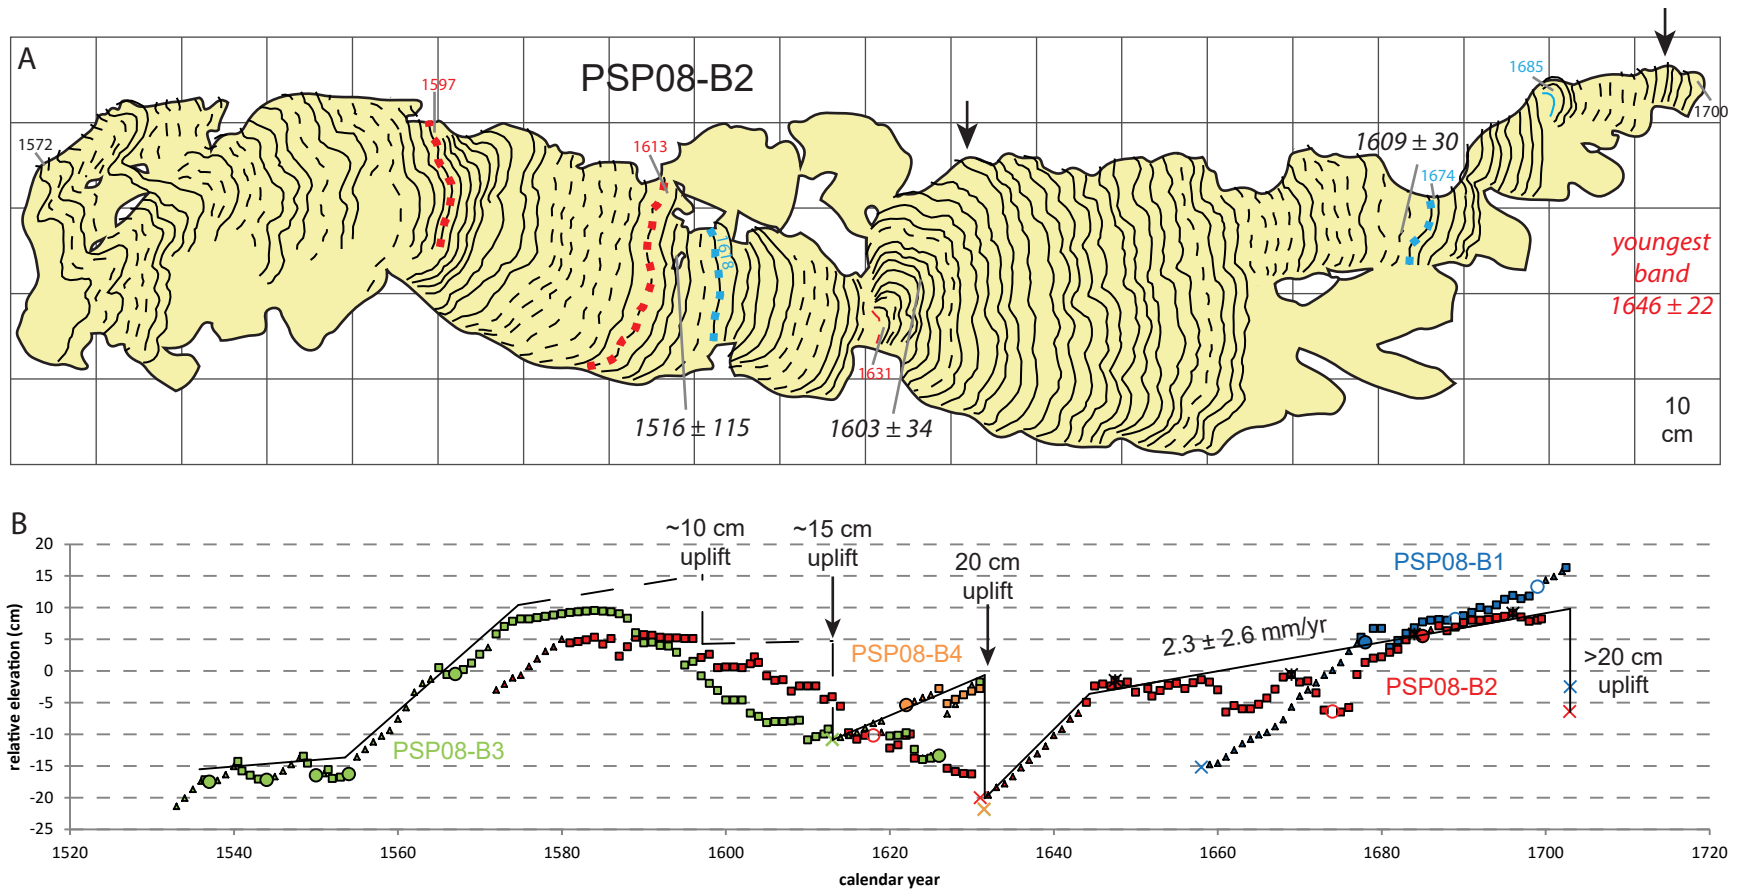 A
PSP08-B2
1572
1597
1613
1618
1631
1516 ± 115
1603 ± 34
1609 ± 30
1674
1685
1700
youngest
band
1646 ± 22
10
cm
B
~10 cm
uplift
~15 cm
uplift
20 cm
uplift
>20 cm
uplift
2.3 ± 2.6 mm/yr
PSP08-B1
PSP08-B2
PSP08-B3
PSP08-B4
relative elevation (cm)
20
15
10
5
0
-5
-10
-15
-20
-25
1520
1540
1560
1580
1600
1620
1640
1660
1680
1700
1720
calendar year